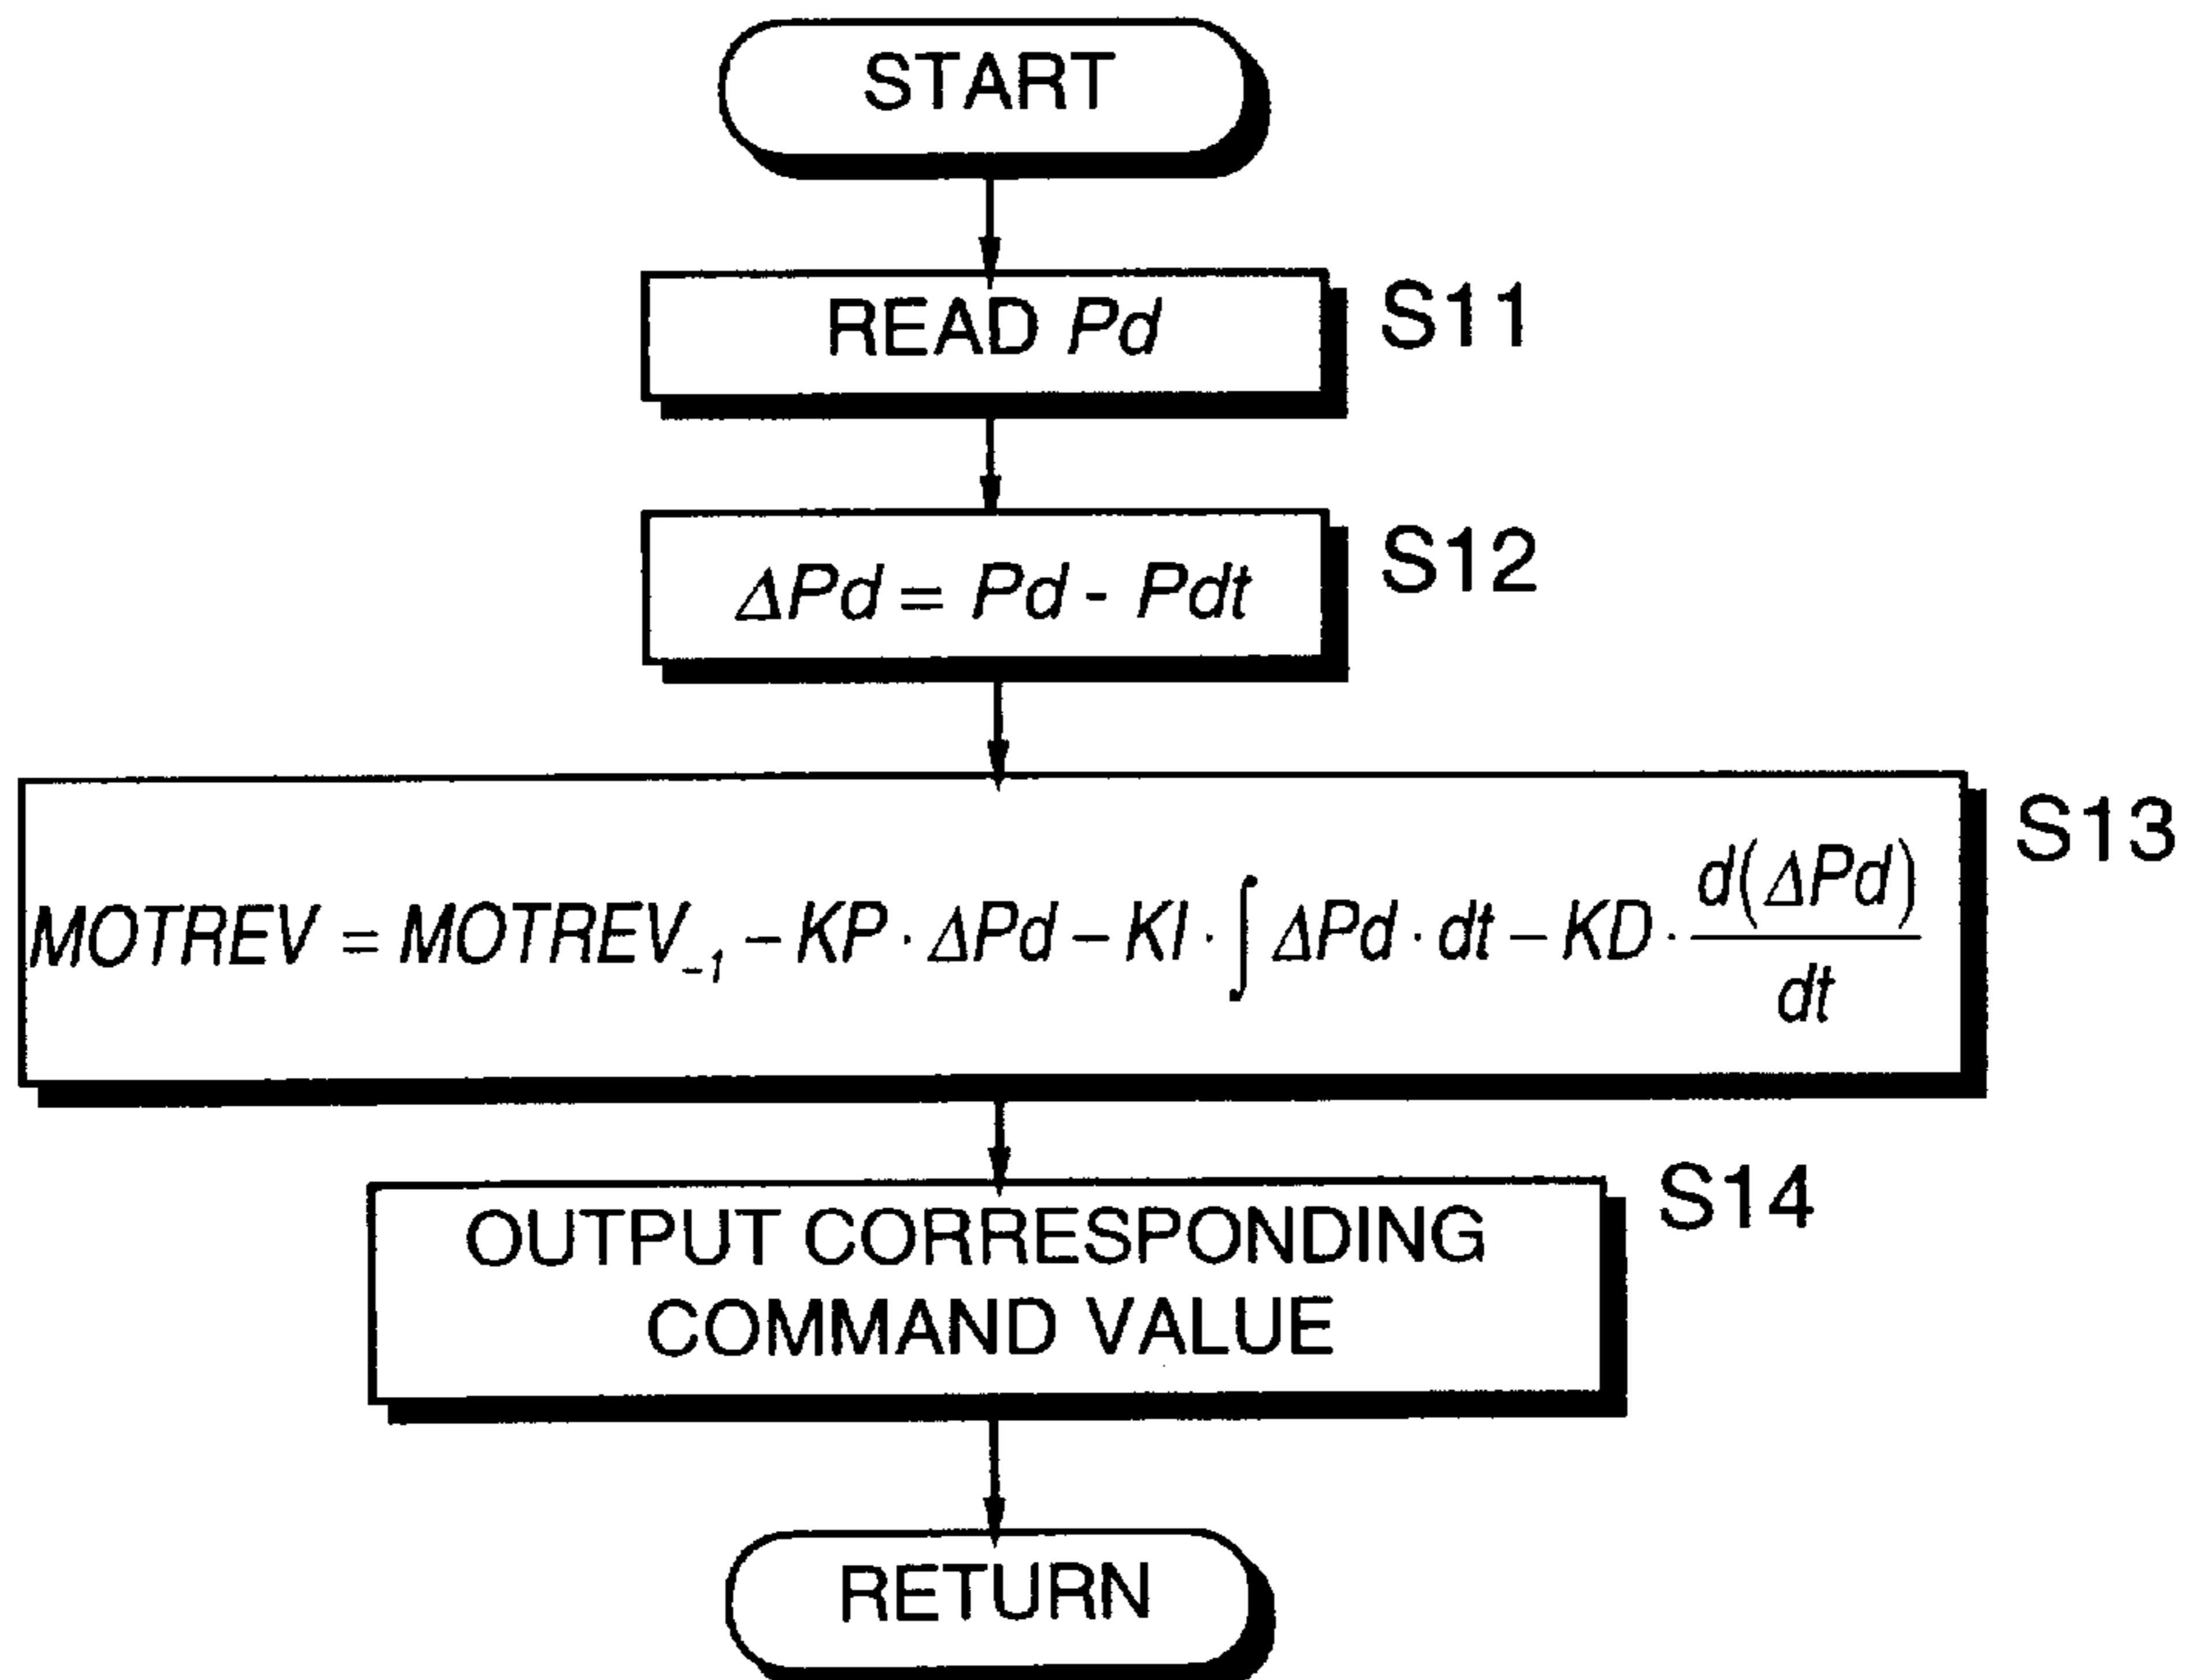 START
READ Pd
S11
ΔPd = Pd - Pdt
S12
MOTREV = MOTREV₋₁ − KP · ΔPd − KI · ∫ ΔPd · dt − KD · d(ΔPd)/dt
S13
OUTPUT CORRESPONDING
COMMAND VALUE
S14
RETURN